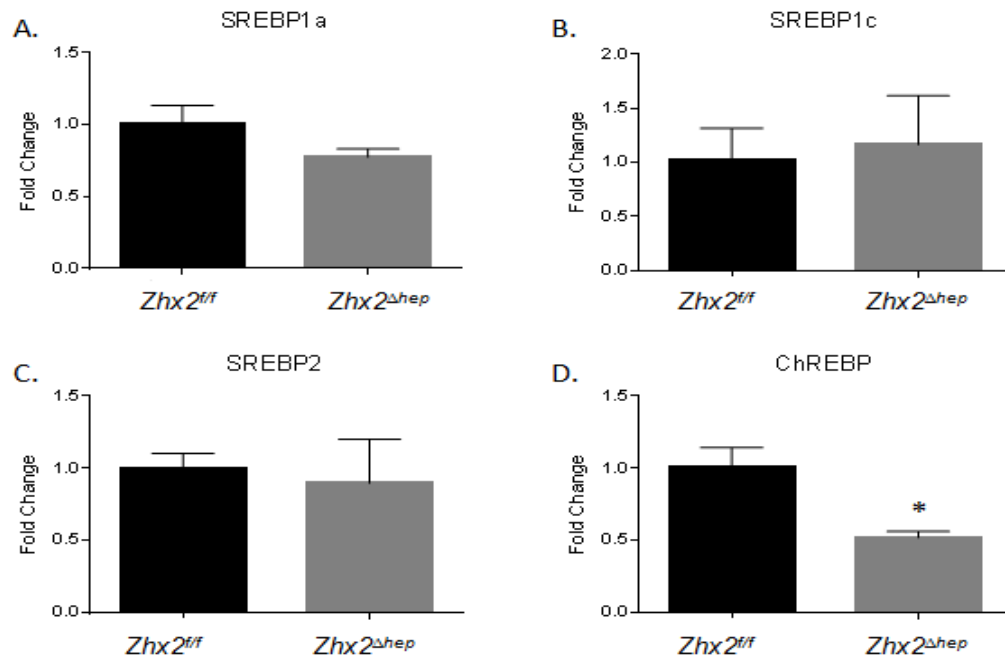 A.
SREBP1a
Fold Change
1.5
1.0
0.5
0.0
Zhx2f/f
Zhx2Δhep
B.
SREBP1c
Fold Change
2.0
1.5
1.0
0.5
0.0
Zhx2f/f
Zhx2Δhep
C.
SREBP2
Fold Change
1.5
1.0
0.5
0.0
Zhx2f/f
Zhx2Δhep
D.
ChREBP
Fold Change
1.5
1.0
0.5
0.0
*
Zhx2f/f
Zhx2Δhep